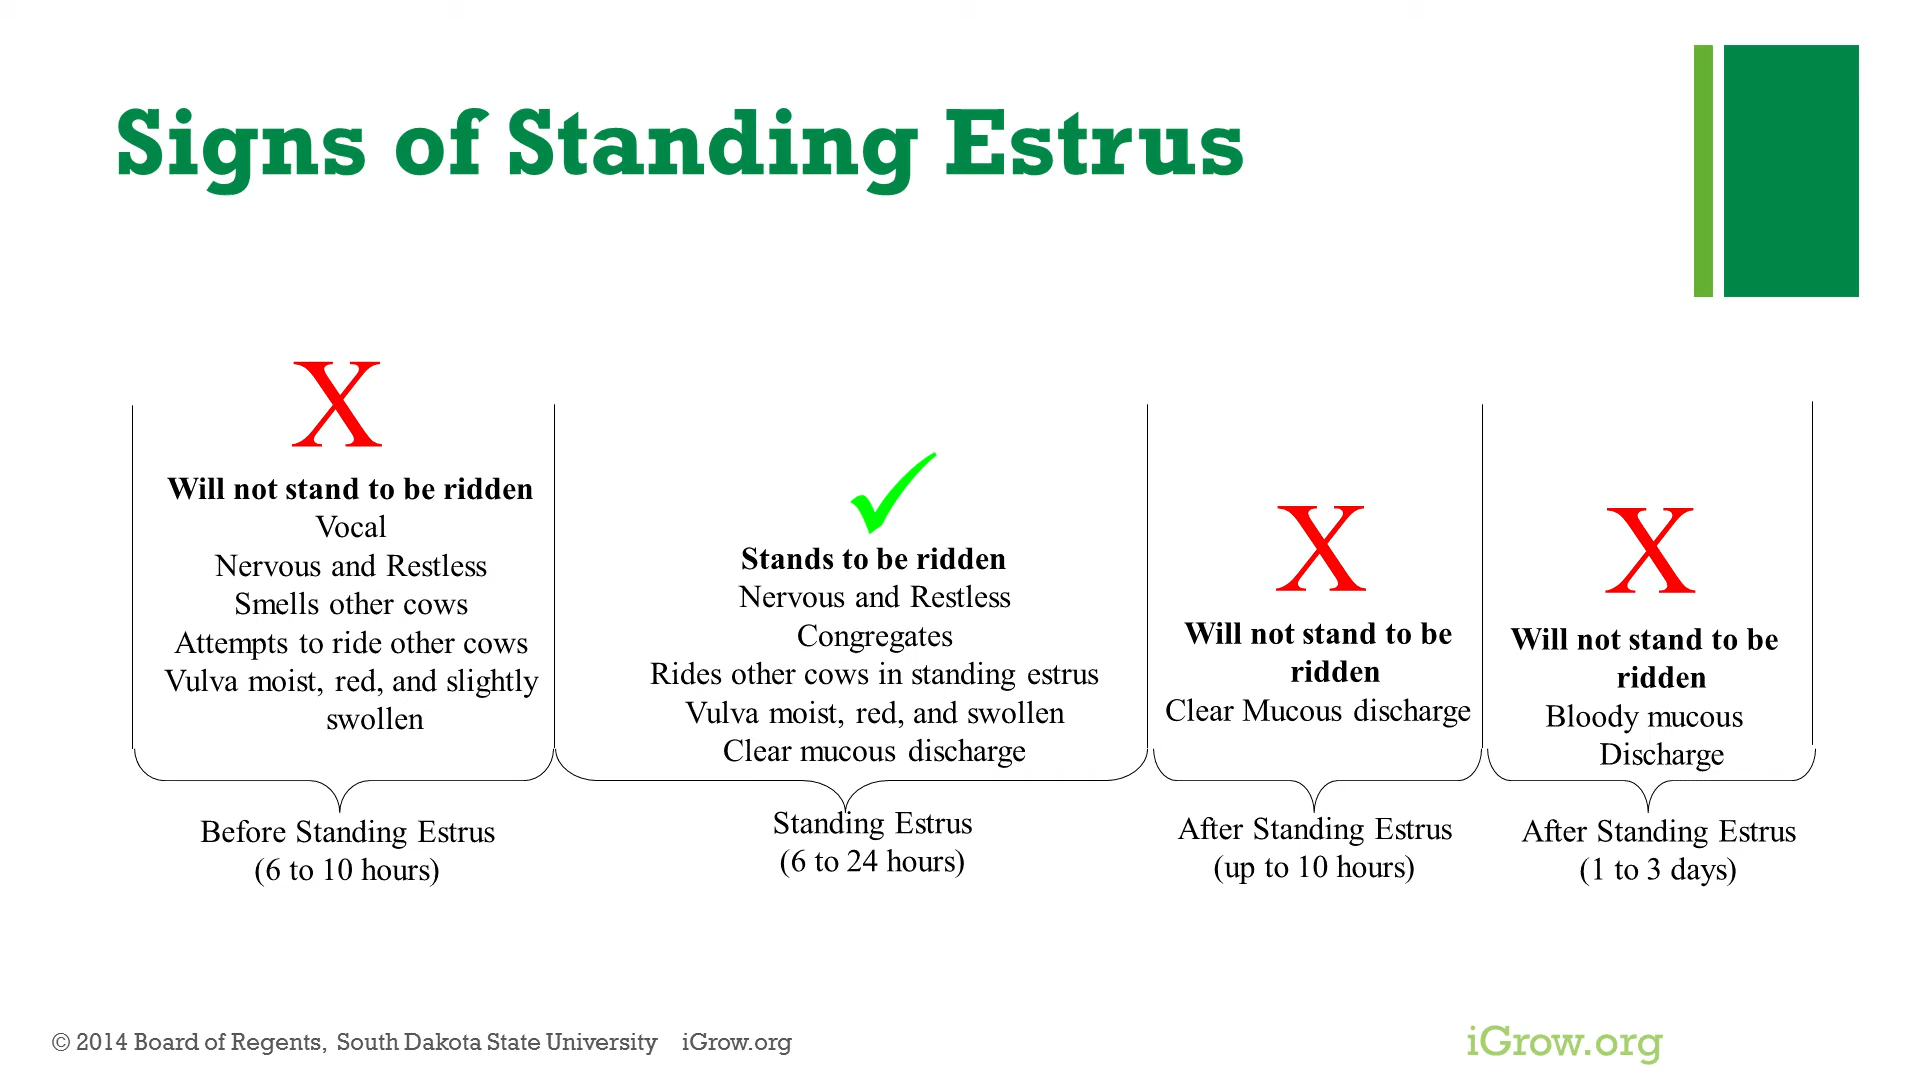 Signs of Standing Estrus
X
Will not stand to be ridden
Vocal
Nervous and Restless
Smells other cows
Attempts to ride other cows
Vulva moist, red, and slightly
swollen
Before Standing Estrus
(6 to 10 hours)
Stands to be ridden
Nervous and Restless
Congregates
Rides other cows in standing estrus
Vulva moist, red, and swollen
Clear mucous discharge
Standing Estrus
(6 to 24 hours)
X
Will not stand to be
ridden
Clear Mucous discharge
After Standing Estrus
(up to 10 hours)
X
Will not stand to be
ridden
Bloody mucous
Discharge
After Standing Estrus
(1 to 3 days)
© 2014 Board of Regents, South Dakota State University iGrow.org
iGrow.org